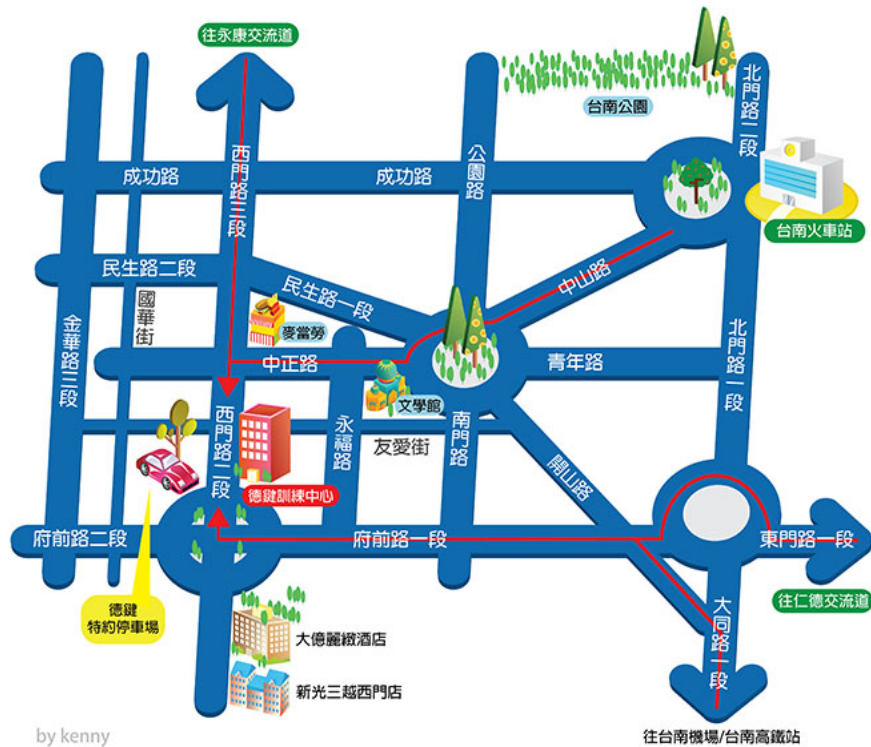 往永康交流道
台南公園
北門路二段
西門路三段
公園路
成功路
成功路
台南火車站
民生路二段
民生路一段
中山路
國華街
金華路三段
麥當勞
中正路
青年路
北門路一段
文學館
西門路二段
永福路
友愛街
南門路
開山路
德鍵訓練中心
府前路二段
府前路一段
東門路一段
德鍵
特約停車場
往仁德交流道
大同路一段
大億麗緻酒店
新光三越西門店
往台南機場/台南高鐵站
by kenny